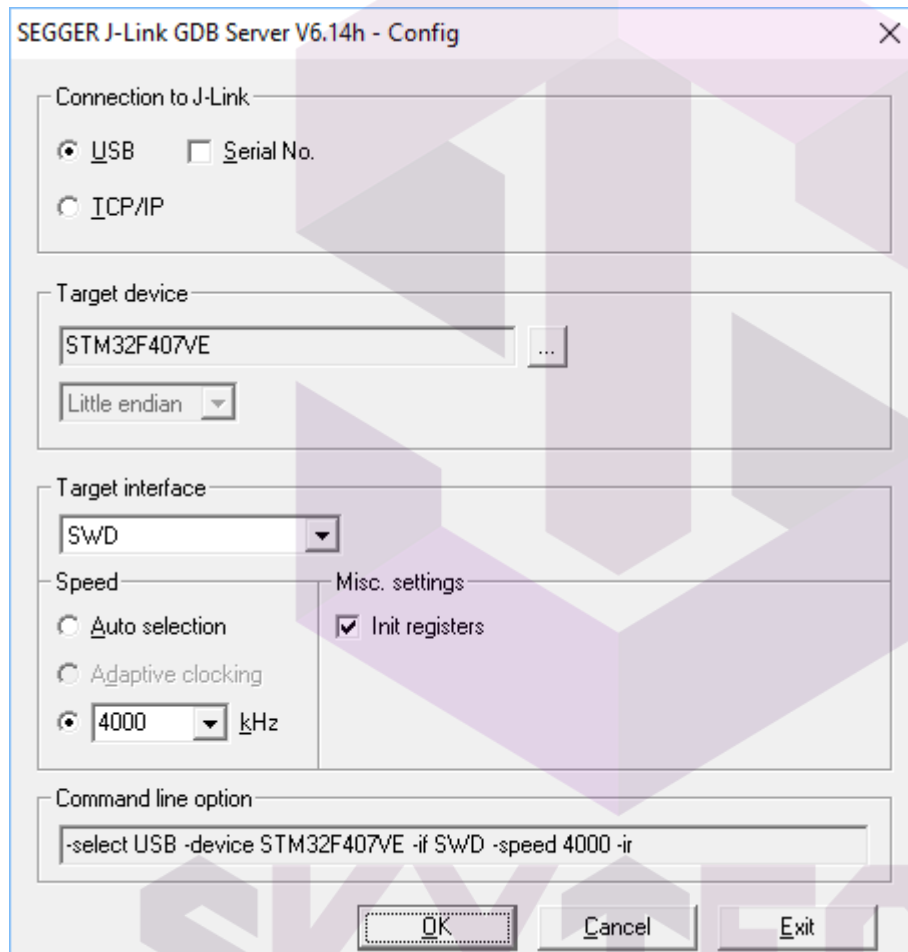 SEGGER J-Link GDB Server V6.14h - Config
Connection to J-Link
USB Serial No.
TCP/IP
Target device
STM32F407VE ...
Little endian
Target interface
SWD
Speed Misc. settings
Auto selection Init registers
Adaptive clocking
4000 kHz
Command line option
-select USB -device STM32F407VE -if SWD -speed 4000 -ir
OK Cancel Exit